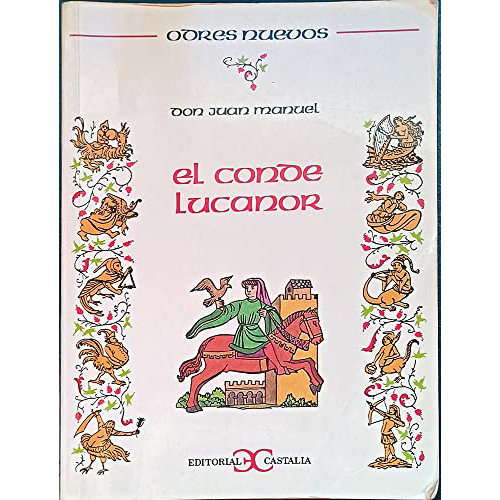 ODRES NUEVOS
DON JUAN MANUEL
EL CONDE
LUCANOR
EDITORIAL CASTALIA